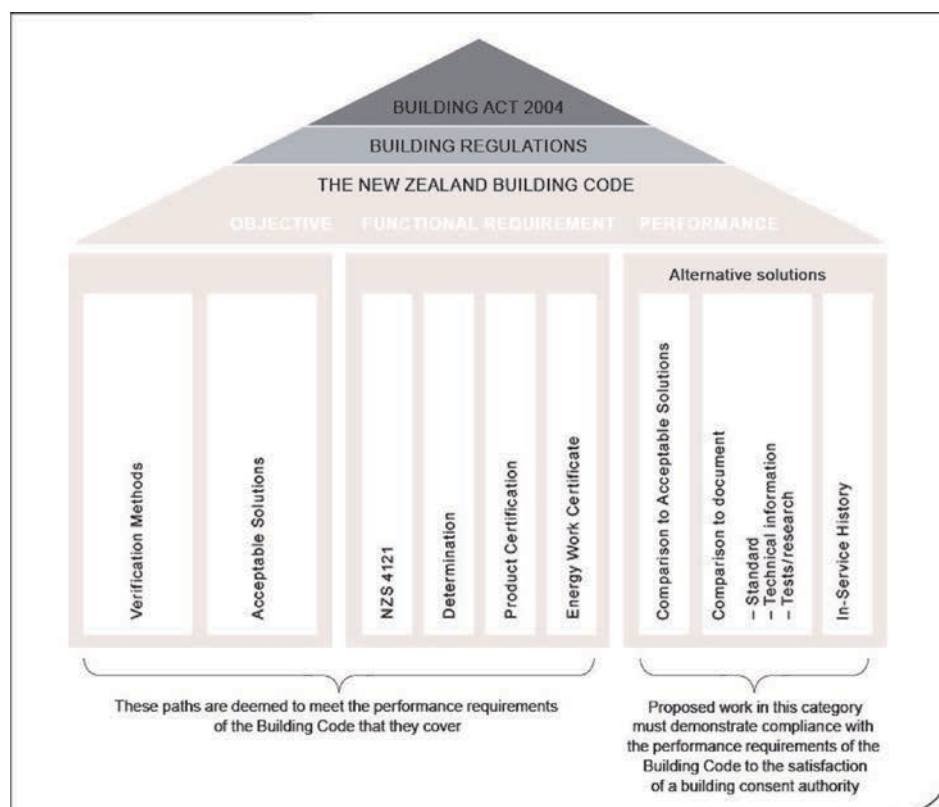 BUILDING ACT 2004
BUILDING REGULATIONS
THE NEW ZEALAND BUILDING CODE
OBJECTIVE FUNCTIONAL REQUIREMENT PERFORMANCE
Alternative solutions
Verification Methods
Acceptable Solutions
NZS 4121
Determination
Product Certification
Energy Work Certificate
Comparison to Acceptable Solutions
Comparison to document
– Standard
– Technical information
– Tests/research
In-Service History
These paths are deemed to meet the performance requirements
of the Building Code that they cover
Proposed work in this category
must demonstrate compliance with
the performance requirements of the
Building Code to the satisfaction
of a building consent authority